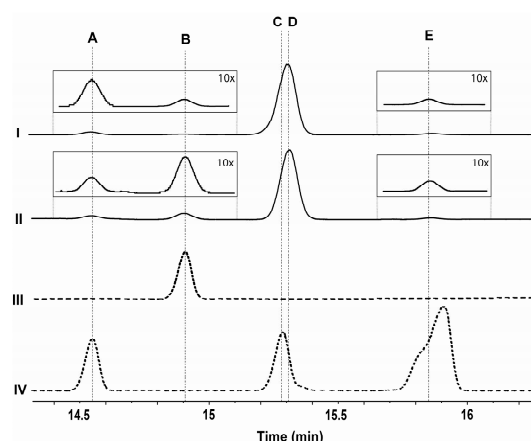 A B C D E
10x 10x
I
10x 10x
II
III
IV
14.5 15 15.5 16
Time (min)